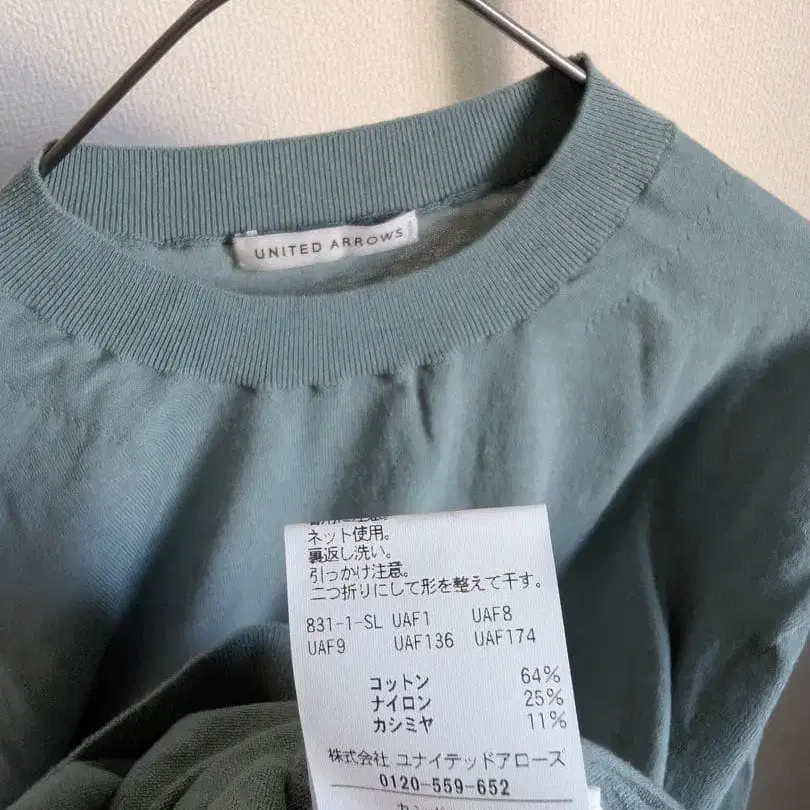 UNITED ARROWS
ネット使用。
裏返し洗い。
引っかけ注意。
二つ折りにして形を整えて干す。
831-1-SL UAF1 UAF8
UAF9 UAF136 UAF174
コットン 64%
ナイロン 25%
カシミヤ 11%
株式会社 ユナイテッドアローズ
0120-559-652